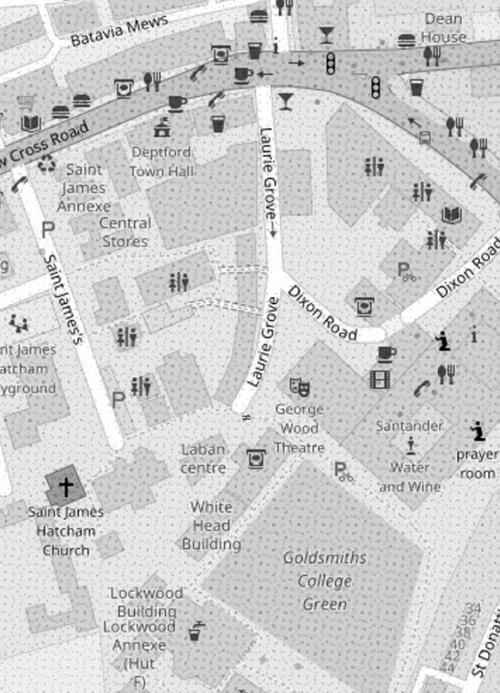 Batavia Mews
Dean
House
w Cross Road
Deptford
Town Hall
Laurie Grove
Saint
James
Annexe
P
Central
Stores
g
Saint James's
P
Dixon Road
Dixon Road
Laurie Grove
nt James
atcham
yground
P
George
Wood
Theatre
Santander
Water
and Wine
prayer
room
P
Laban
centre
Saint James
Hatcham
Church
White
Head
Building
Goldsmiths
College
Green
Lockwood
Building
Lockwood
Annexe
(Hut
F)
34
36
38
40
42
44
St Donatt